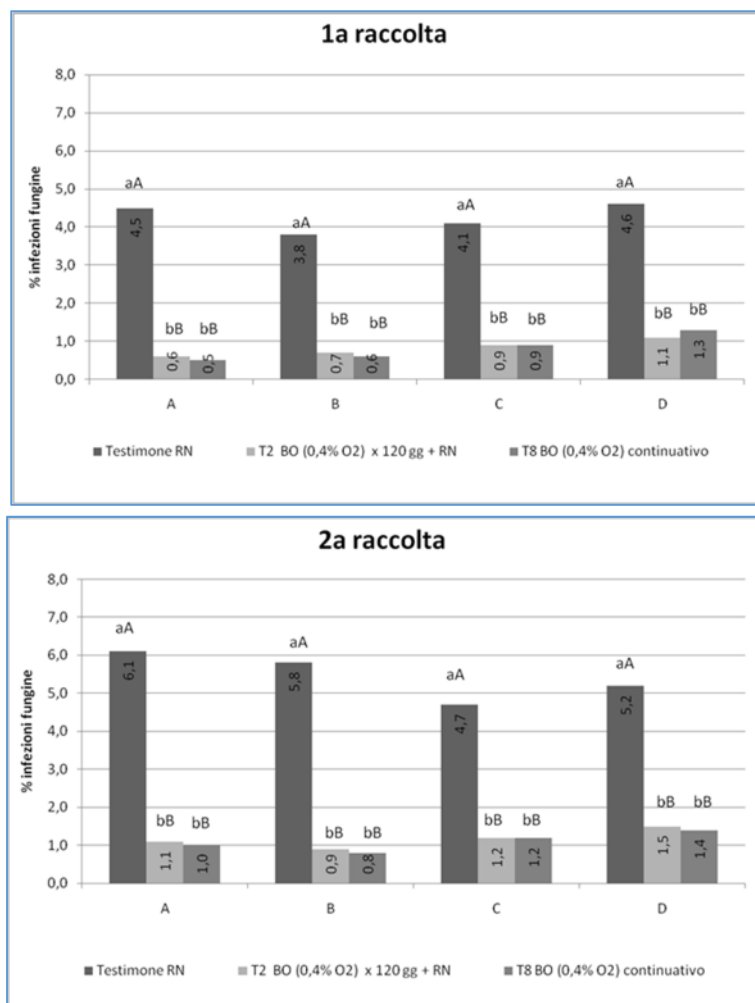 1a raccolta
% infezioni fungine
8,0
7,0
6,0
5,0
4,0
3,0
2,0
1,0
0,0
aA aA aA aA
4,5 3,8 4,1 4,6
bB bB bB bB bB bB bB bB
0,6 0,5 0,7 0,6 0,9 0,9 1,1 1,3
A B C D
Testimone RN T2 BO (0,4% O2) x 120 gg + RN T8 BO (0,4% O2) continuativo
2a raccolta
% infezioni fungine
8,0
7,0
6,0
5,0
4,0
3,0
2,0
1,0
0,0
aA aA aA aA
6,1 5,8 4,7 5,2
bB bB bB bB bB bB bB bB
1,1 1,0 0,9 0,8 1,2 1,2 1,5 1,4
A B C D
Testimone RN T2 BO (0,4% O2) x 120 gg + RN T8 BO (0,4% O2) continuativo